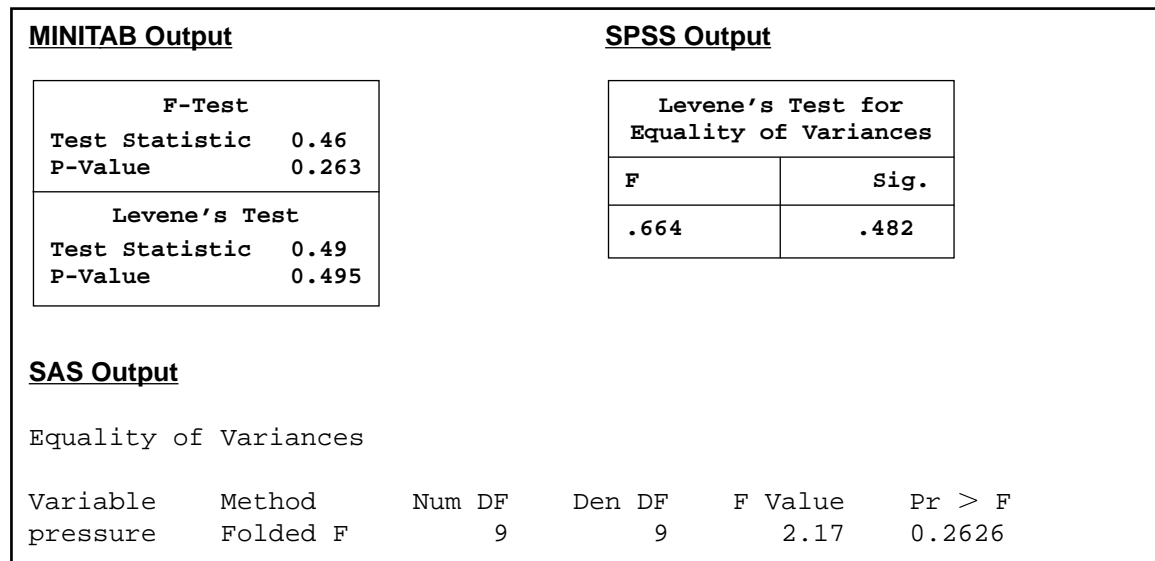 MINITAB Output
F-Test
Test Statistic 0.46
P-Value 0.263
Levene's Test
Test Statistic 0.49
P-Value 0.495
SPSS Output
Levene's Test for
Equality of Variances
F Sig.
.664 .482
SAS Output
Equality of Variances
Variable Method Num DF Den DF F Value Pr > F
pressure Folded F 9 9 2.17 0.2626